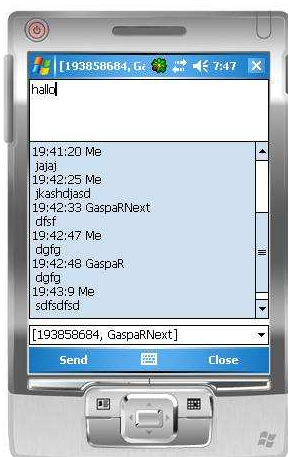 [193858684, Ga 7:47
hallo
19:41:20 Me
jajaj
19:42:25 Me
jkashdjasd
19:42:33 GaspaRNext
dfsf
19:42:47 Me
dgfg
19:42:48 GaspaR
dgfg
19:43:9 Me
sdfsdfsd
[193858684, GaspaRNext]
Send Close